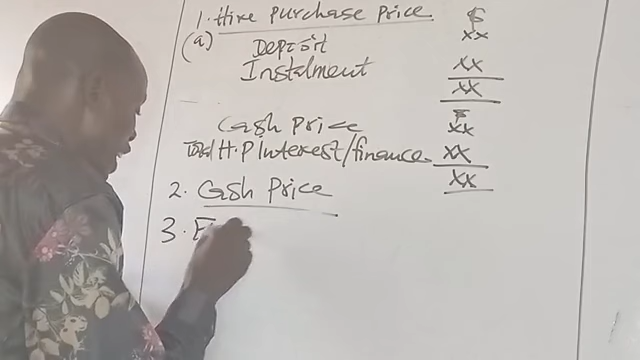 1. Hire Purchase Price $
(a) xx
Deposit
Instalment xx
xx
Cash Price $
xx
Total H.P Interest/finance xx
2. Cash Price xx
3. E